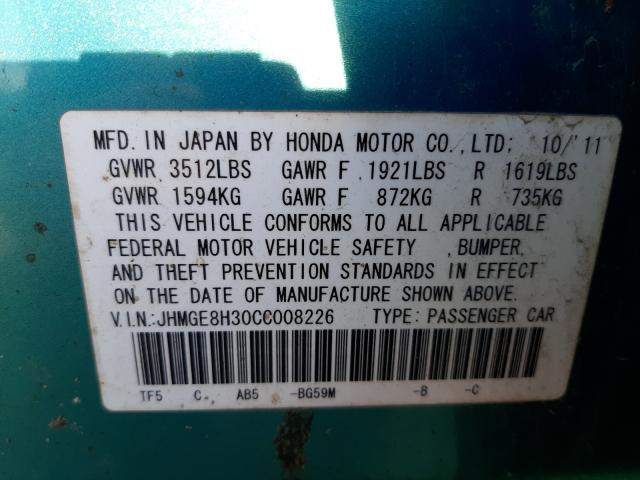 MFD. IN JAPAN BY HONDA MOTOR CO., LTD; 10/'11
GVWR 3512LBS GAWR F 1921LBS R 1619LBS
GVWR 1594KG GAWR F 872KG R 735KG
THIS VEHICLE CONFORMS TO ALL APPLICABLE
FEDERAL MOTOR VEHICLE SAFETY , BUMPER,
AND THEFT PREVENTION STANDARDS IN EFFECT
ON THE DATE OF MANUFACTURE SHOWN ABOVE.
V.I.N.:JHMGE8H30CC008226 TYPE: PASSENGER CAR
TF5 C. AB5 -BG59M -B -C